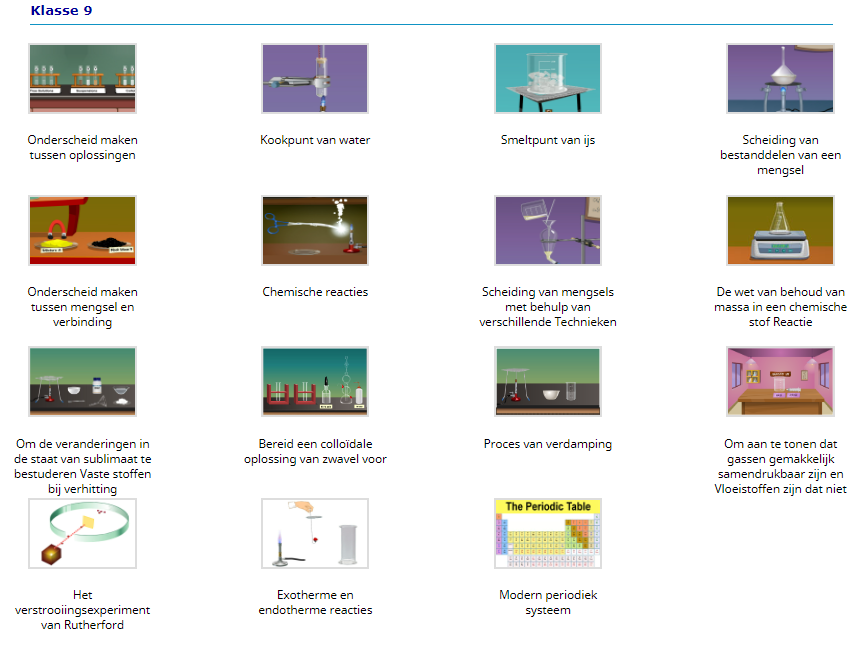 Klasse 9
Onderscheid maken
tussen oplossingen
Kookpunt van water
Smeltpunt van ijs
Scheiding van
bestanddelen van een
mengsel
Onderscheid maken
tussen mengsel en
verbinding
Chemische reacties
Scheiding van mengsels
met behulp van
verschillende Technieken
De wet van behoud van
massa in een chemische
stof Reactie
Om de veranderingen in
de staat van sublimaat te
bestuderen Vaste stoffen
bij verhitting
Bereid een colloïdale
oplossing van zwavel voor
Proces van verdamping
Om aan te tonen dat
gassen gemakkelijk
samendrukbaar zijn en
Vloeistoffen zijn dat niet
The Periodic Table
Het
verstrooiingsexperiment
van Rutherford
Exotherme en
endotherme reacties
Modern periodiek
systeem